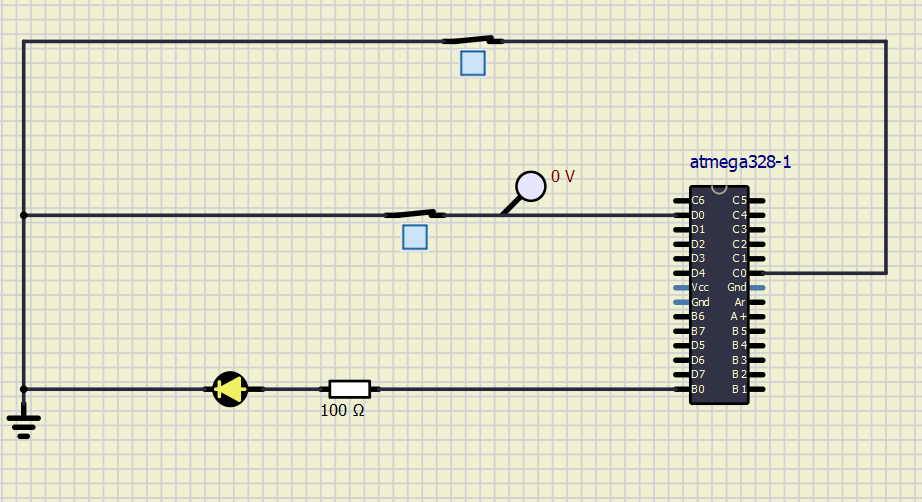 atmega328-1
0 V
C6 C5
D0 C4
D1 C3
D2 C2
D3 C1
D4 C0
Vcc Gnd
Gnd Ar
B6 A+
B7 B5
D5 B4
D6 B3
D7 B2
B0 B1
100 Ω